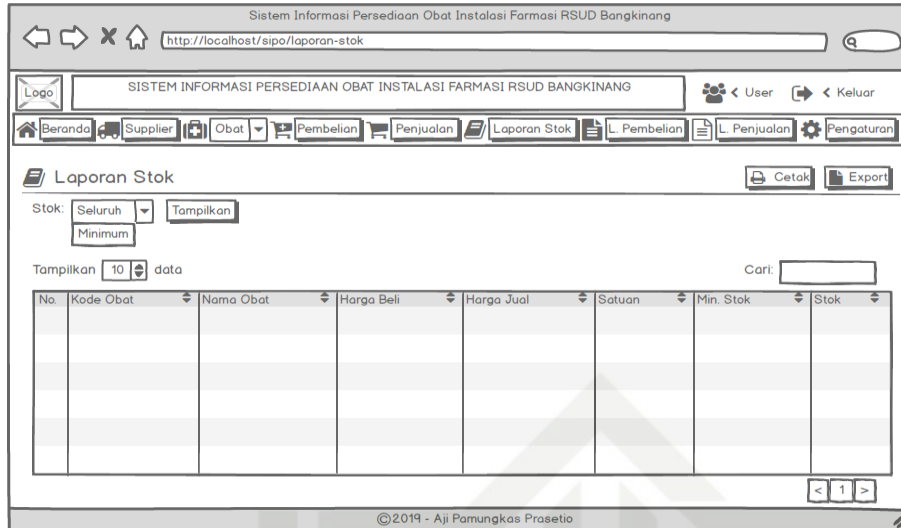 Sistem Informasi Persediaan Obat Instalasi Farmasi RSUD Bangkinang
http://localhost/sipo/laporan-stok
Logo
SISTEM INFORMASI PERSEDIAAN OBAT INSTALASI FARMASI RSUD BANGKINANG
< User
< Keluar
Beranda Supplier Obat Pembelian Penjualan Laporan Stok L. Pembelian L. Penjualan Pengaturan
Laporan Stok
Cetak Export
Stok: Seluruh Tampilkan
Minimum
Tampilkan 10 data
Cari:
No. Kode Obat Nama Obat Harga Beli Harga Jual Satuan Min. Stok Stok
< 1 >
©2019 - Aji Pamungkas Prasetio